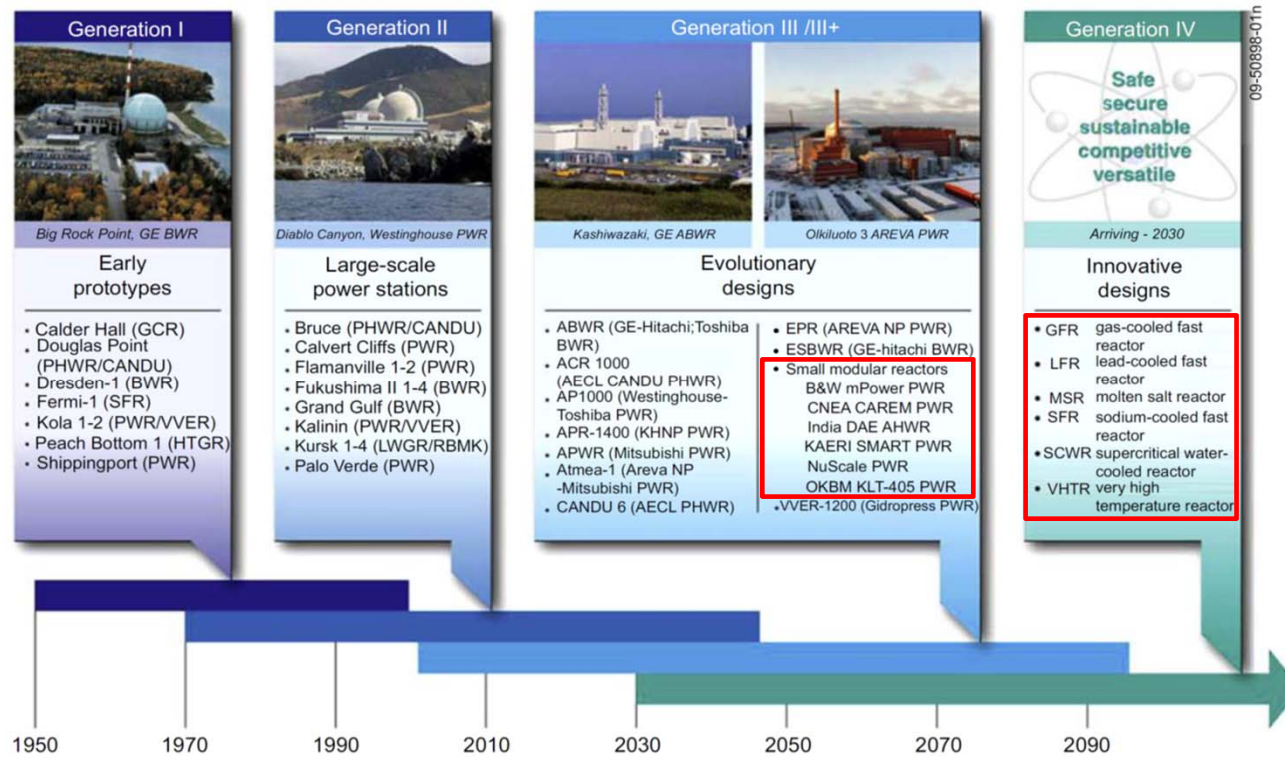 Generation I
Big Rock Point, GE BWR
Early
prototypes
• Calder Hall (GCR)
• Douglas Point
(PHWR/CANDU)
• Dresden-1 (BWR)
• Fermi-1 (SFR)
• Kola 1-2 (PWR/VVER)
• Peach Bottom 1 (HTGR)
• Shippingport (PWR)
Generation II
Diablo Canyon, Westinghouse PWR
Large-scale
power stations
• Bruce (PHWR/CANDU)
• Calvert Cliffs (PWR)
• Flamanville 1-2 (PWR)
• Fukushima II 1-4 (BWR)
• Grand Gulf (BWR)
• Kalinin (PWR/VVER)
• Kursk 1-4 (LWGR/RBMK)
• Palo Verde (PWR)
Generation III /III+
Kashiwazaki, GE ABWR
Olkiluoto 3 AREVA PWR
Evolutionary
designs
• ABWR (GE-Hitachi;Toshiba
BWR)
• ACR 1000
(AECL CANDU PHWR)
• AP1000 (Westinghouse-
Toshiba PWR)
• APR-1400 (KHNP PWR)
• APWR (Mitsubishi PWR)
• Atmea-1 (Areva NP
-Mitsubishi PWR)
• CANDU 6 (AECL PHWR)
• EPR (AREVA NP PWR)
• ESBWR (GE-hitachi BWR)
• Small modular reactors
B&W mPower PWR
CNEA CAREM PWR
India DAE AHWR
KAERI SMART PWR
NuScale PWR
OKBM KLT-405 PWR
•VVER-1200 (Gidropress PWR)
Generation IV
Safe
secure
sustainable
competitive
versatile
Arriving - 2030
Innovative
designs
• GFR gas-cooled fast
reactor
• LFR lead-cooled fast
reactor
• MSR molten salt reactor
• SFR sodium-cooled fast
reactor
• SCWR supercritical water-
cooled reactor
• VHTR very high
temperature reactor
09-50898-01n
1950 1970 1990 2010 2030 2050 2070 2090